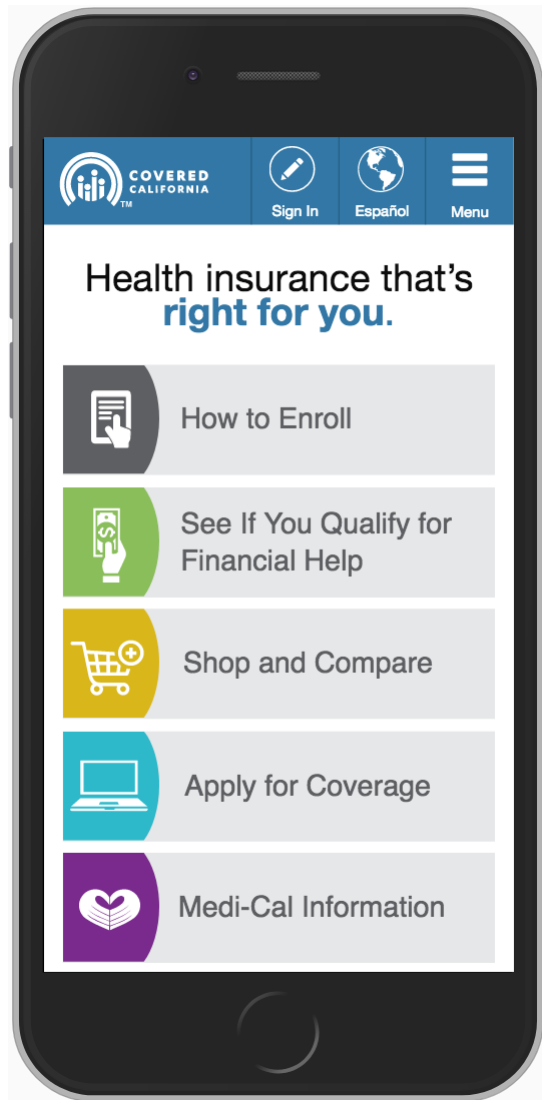 COVERED
CALIFORNIA
TM
Sign In
Español
Menu
Health insurance that's
right for you.
How to Enroll
See If You Qualify for
Financial Help
Shop and Compare
Apply for Coverage
Medi-Cal Information